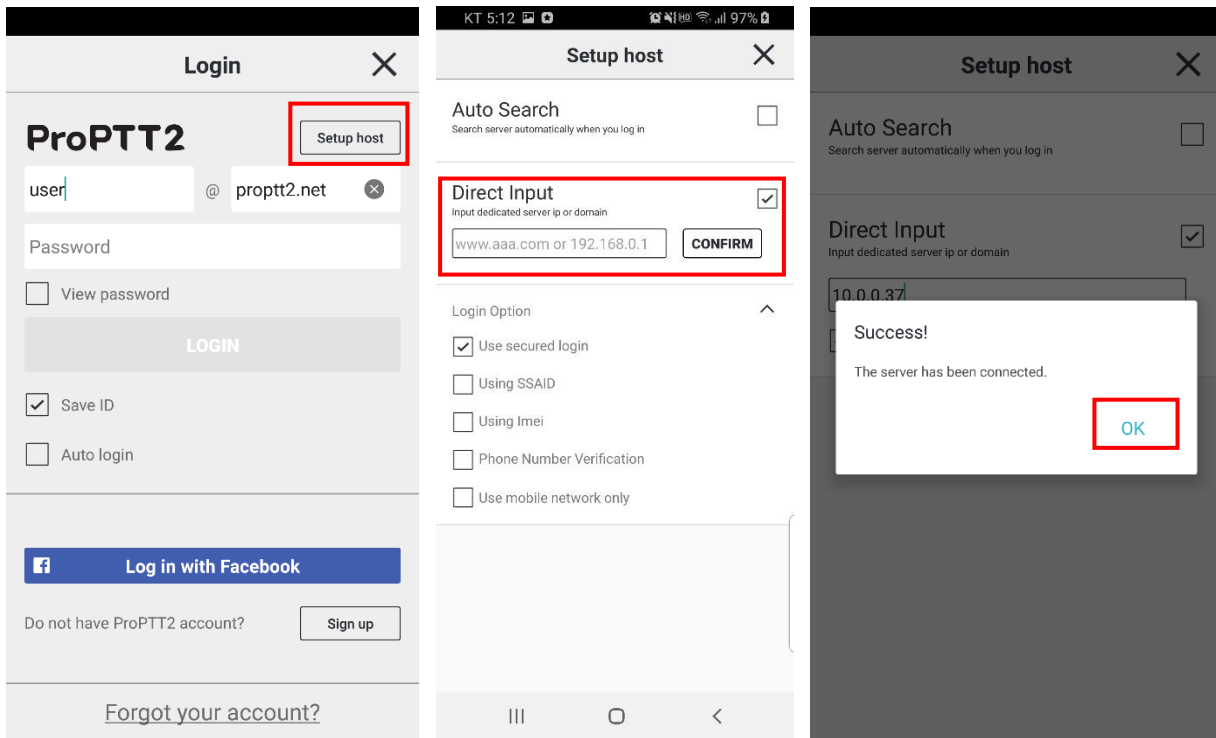 Login
ProPTT2
Setup host
user
@
proptt2.net
Password
View password
LOGIN
Save ID
Auto login
Log in with Facebook
Do not have ProPTT2 account?
Sign up
Forgot your account?
KT 5:12
97%
Setup host
Auto Search
Search server automatically when you log in
Direct Input
Input dedicated server ip or domain
www.aaa.com or 192.168.0.1
CONFIRM
Login Option
Use secured login
Using SSAID
Using Imei
Phone Number Verification
Use mobile network only
Setup host
Auto Search
Search server automatically when you log in
Direct Input
Input dedicated server ip or domain
10.0.0.37
Success!
The server has been connected.
OK